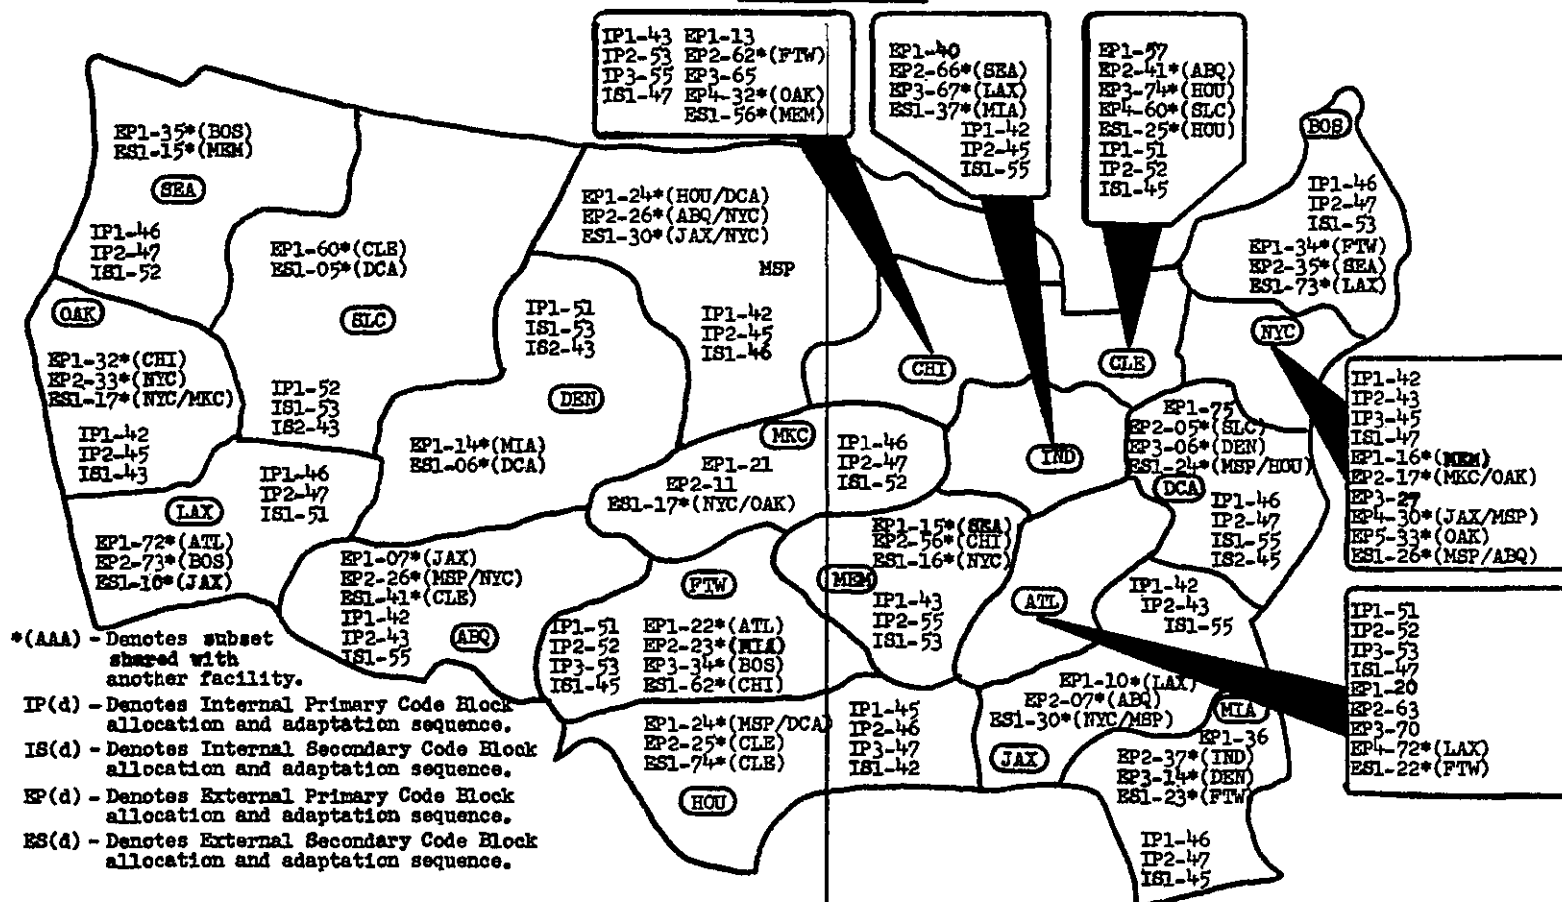 IP1-43 EP1-13
IP2-53 EP2-62*(FTW)
IP3-55 EP3-65
IS1-47 EP4-32*(OAK)
ES1-56*(MEM)
EP1-40
EP2-66*(SEA)
EP3-67*(LAX)
ES1-37*(MIA)
IP1-42
IP2-45
IS1-55
EP1-57
EP2-41*(ABQ)
EP3-74*(HOU)
EP4-60*(SLC)
ES1-25*(HOU)
IP1-51
IP2-52
IS1-45
BOS
IP1-46
IP2-47
IS1-53
EP1-34*(FTW)
EP2-35*(SEA)
ES1-73*(LAX)
EP1-35*(BOS)
ES1-15*(MEM)
SEA
IP1-46
IP2-47
IS1-52
EP1-60*(CLE)
ES1-05*(DCA)
SLC
IP1-52
IS1-53
IS2-43
EP1-24*(HOU/DCA)
EP2-26*(ABQ/NYC)
ES1-30*(JAX/NYC)
MSP
IP1-42
IP2-45
IS1-46
IP1-51
IS1-53
IS2-43
DEN
EP1-14*(MIA)
ES1-06*(DCA)
OAK
EP1-32*(CHI)
EP2-33*(NYC)
ES1-17*(NYC/MKC)
IP1-42
IP2-45
IS1-43
CHI
CLE
NYC
IP1-42
IP2-43
IP3-45
IS1-47
EP1-16*(MEM)
EP2-17*(MKC/OAK)
EP3-27
EP4-30*(JAX/MSP)
EP5-33*(OAK)
ES1-26*(MSP/ABQ)
MKC
EP1-21
EP2-11
ES1-17*(NYC/OAK)
IP1-46
IP2-47
IS1-52
IND
EP1-75
EP2-05*(SLC)
EP3-06*(DEN)
ES1-24*(MSP/HOU)
DCA
IP1-46
IP2-47
IS1-55
IS2-45
IP1-46
IP2-47
IS1-51
LAX
EP1-72*(ATL)
EP2-73*(BOS)
ES1-10*(JAX)
EP1-07*(JAX)
EP2-26*(MSP/NYC)
ES1-41*(CLE)
IP1-42
IP2-43
IS1-55
ABQ
FTW
IP1-51 EP1-22*(ATL)
IP2-52 EP2-23*(MIA)
IP3-53 EP3-34*(BOS)
IS1-45 ES1-62*(CHI)
EP1-15*(SEA)
EP2-56*(CHI)
ES1-16*(NYC)
MEM
IP1-43
IP2-55
IS1-53
ATL
IP1-51
IP2-52
IP3-53
IS1-47
EP1-20
EP2-63
EP3-70
EP4-72*(LAX)
ES1-22*(FTW)
IP1-42
IP2-43
IS1-55
EP1-10*(LAX)
EP2-07*(ABQ)
ES1-30*(NYC/MSP)
JAX
MIA
EP1-36
EP2-37*(IND)
EP3-14*(DEN)
ES1-23*(FTW)
IP1-46
IP2-47
IS1-45
EP1-24*(MSP/DCA)
EP2-25*(CLE)
ES1-74*(CLE)
HOU
IP1-45
IP2-46
IP3-47
IS1-42
*(AAA) - Denotes subset
shared with
another facility.
IP(d) - Denotes Internal Primary Code Block
allocation and adaptation sequence.
IS(d) - Denotes Internal Secondary Code Block
allocation and adaptation sequence.
EP(d) - Denotes External Primary Code Block
allocation and adaptation sequence.
ES(d) - Denotes External Secondary Code Block
allocation and adaptation sequence.